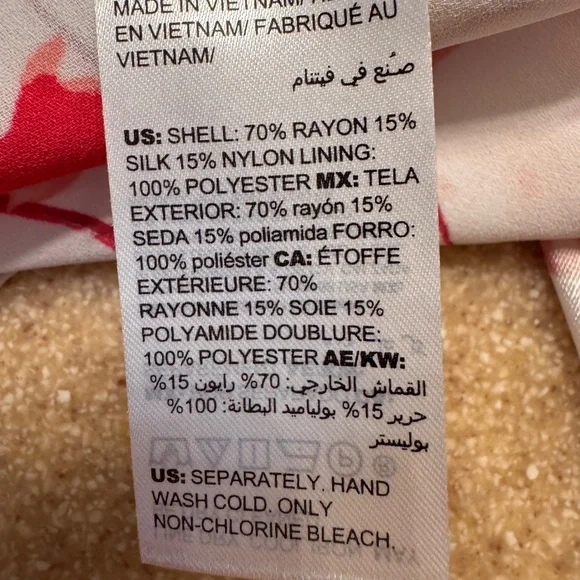 MADE IN VIETNAM/
EN VIETNAM/ FABRIQUÉ AU
VIETNAM/
صُنع في فيتنام
US: SHELL: 70% RAYON 15%
SILK 15% NYLON LINING:
100% POLYESTER MX: TELA
EXTERIOR: 70% rayón 15%
SEDA 15% poliamida FORRO:
100% poliéster CA: ÉTOFFE
EXTÉRIEURE: 70%
RAYONNE 15% SOIE 15%
POLYAMIDE DOUBLURE:
100% POLYESTER AE/KW:
القماش الخارجي: 70% رايون 15%
حرير 15% بولياميد البطانة: 100%
بوليستر
US: SEPARATELY. HAND
WASH COLD. ONLY
NON-CHLORINE BLEACH.